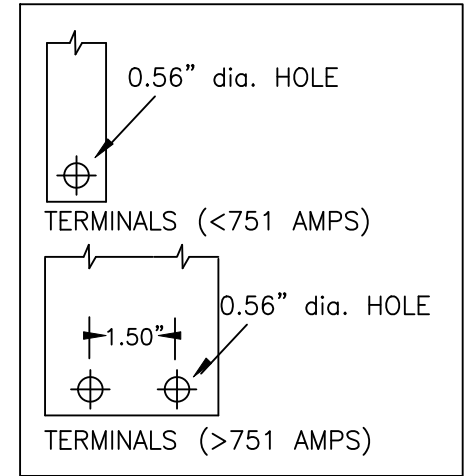 0.56” dia. HOLE
TERMINALS (<751 AMPS)
0.56” dia. HOLE
1.50”
TERMINALS (>751 AMPS)